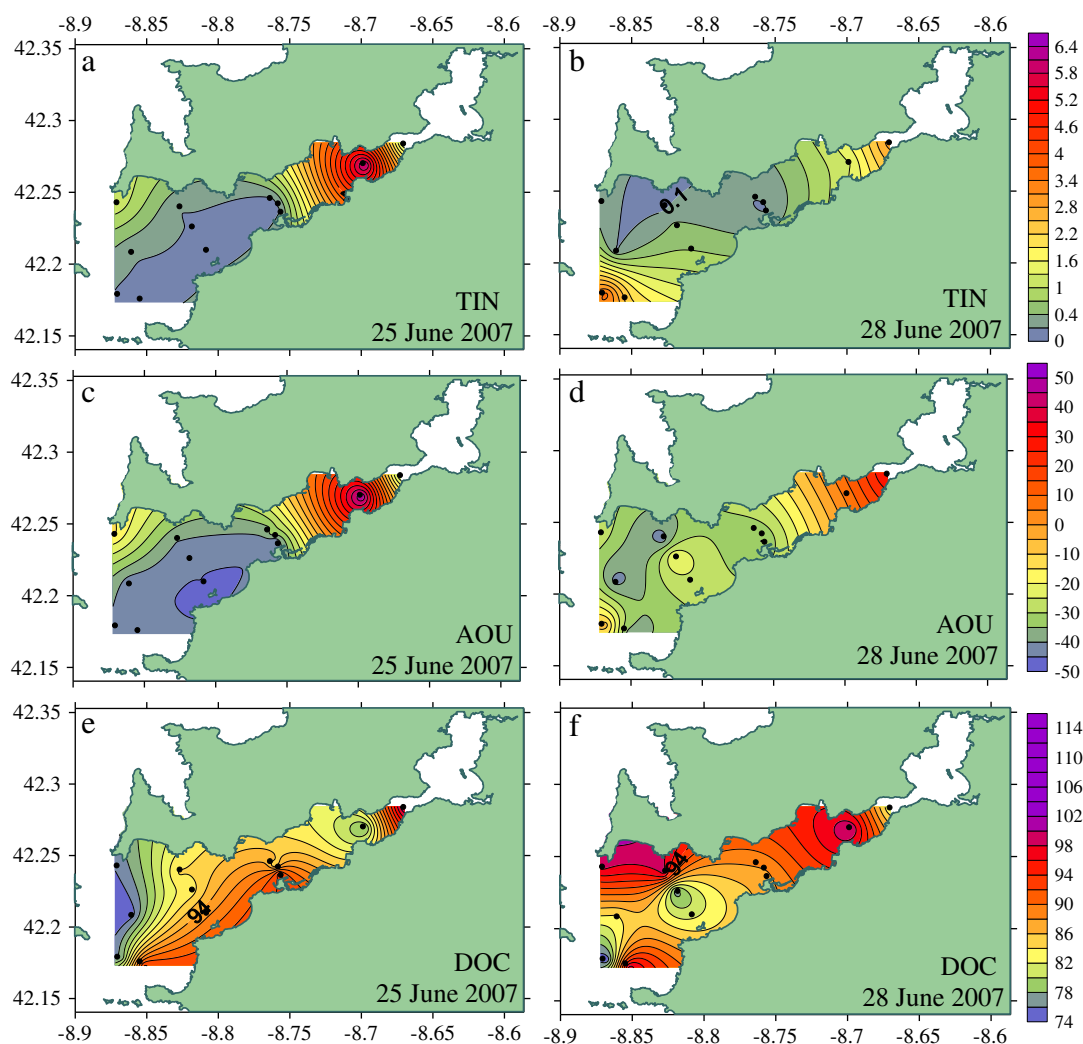 -8.9 -8.85 -8.8 -8.75 -8.7 -8.65 -8.6 -8.9 -8.85 -8.8 -8.75 -8.7 -8.65 -8.6
42.35
42.3
42.25
42.2
42.15
a
TIN
25 June 2007
b
0.1
TIN
28 June 2007
6.4
5.8
5.2
4.6
4
3.4
2.8
2.2
1.6
1
0.4
0
42.35
42.3
42.25
42.2
42.15
c
AOU
25 June 2007
d
AOU
28 June 2007
50
40
30
20
10
0
-10
-20
-30
-40
-50
42.35
42.3
42.25
42.2
42.15
e
94
DOC
25 June 2007
f
94
DOC
28 June 2007
114
110
106
102
98
94
90
86
82
78
74
-8.9 -8.85 -8.8 -8.75 -8.7 -8.65 -8.6 -8.9 -8.85 -8.8 -8.75 -8.7 -8.65 -8.6